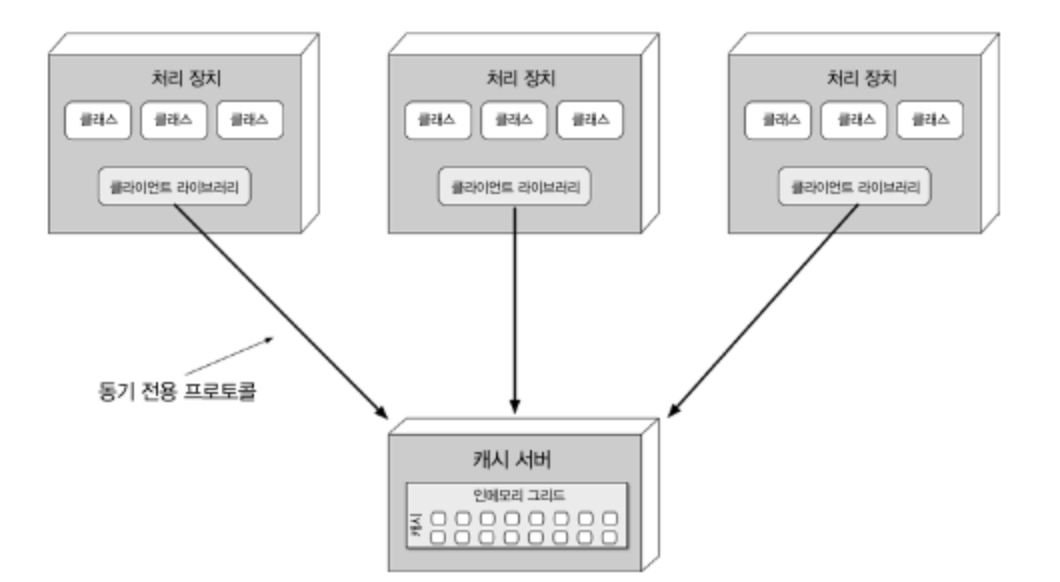 처리 장치
처리 장치
처리 장치
클래스 클래스 클래스
클래스 클래스 클래스
클래스 클래스 클래스
클라이언트 라이브러리
클라이언트 라이브러리
클라이언트 라이브러리
동기 전용 프로토콜
캐시 서버
인메모리 그리드
캐시